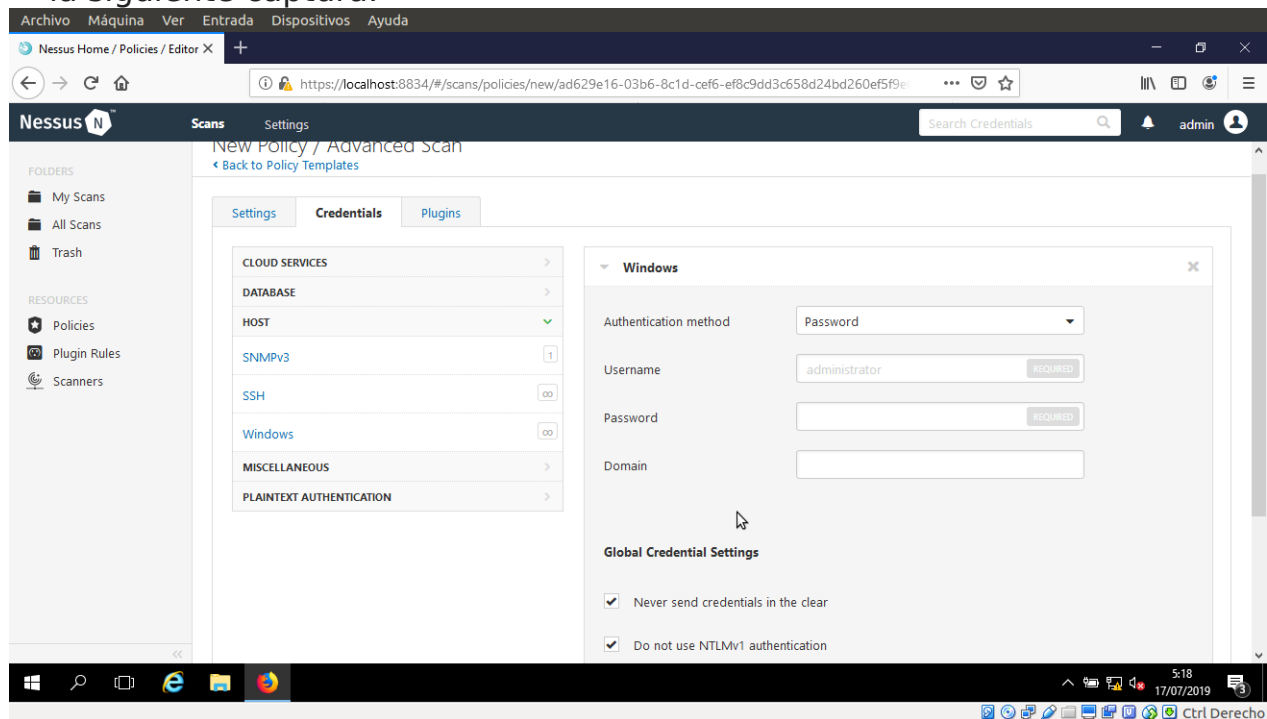 la siguiente captura:
Archivo Máquina Ver Entrada Dispositivos Ayuda
Nessus Home / Policies / Editor
https://localhost:8834/#/scans/policies/new/ad629e16-03b6-8c1d-cef6-ef8c9dd3c658d24bd260ef5f9e
Nessus N
Scans Settings
Search Credentials
admin
FOLDERS
My Scans
All Scans
Trash
RESOURCES
Policies
Plugin Rules
Scanners
New Policy / Advanced Scan
Back to Policy Templates
Settings Credentials Plugins
CLOUD SERVICES
DATABASE
HOST
SNMPv3 1
SSH ∞
Windows ∞
MISCELLANEOUS
PLAINTEXT AUTHENTICATION
Windows
Authentication method Password
Username administrator REQUIRED
Password REQUIRED
Domain
Global Credential Settings
Never send credentials in the clear
Do not use NTLMv1 authentication
5:18
17/07/2019
3
Ctrl Derecho